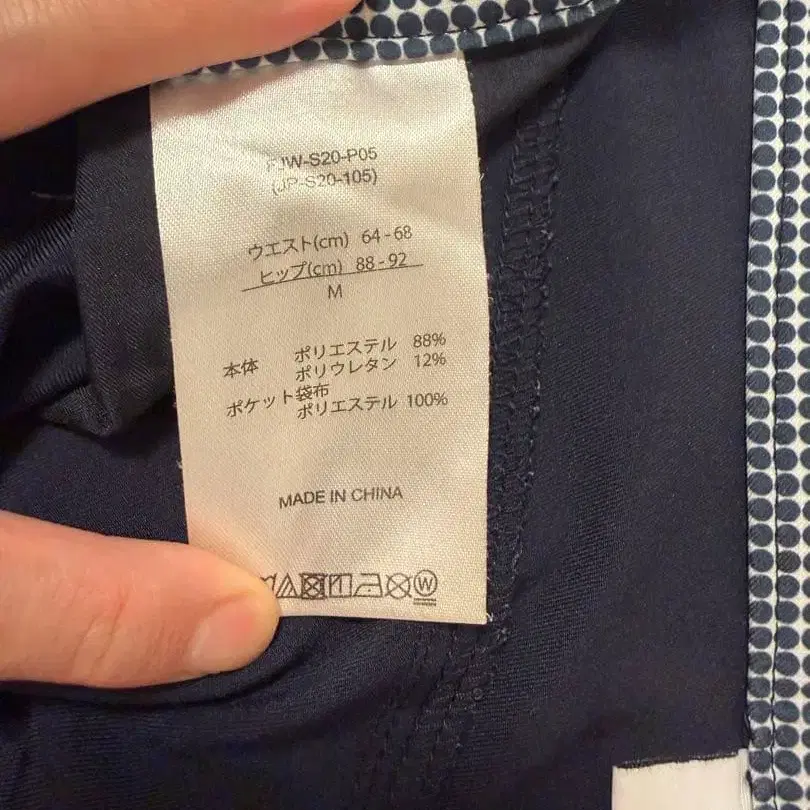 FJW-S20-P05
(JP-S20-105)
ウエスト(cm) 64-68
ヒップ(cm) 88-92
M
本体 ポリエステル 88%
ポリウレタン 12%
ポケット袋布
ポリエステル 100%
MADE IN CHINA
W